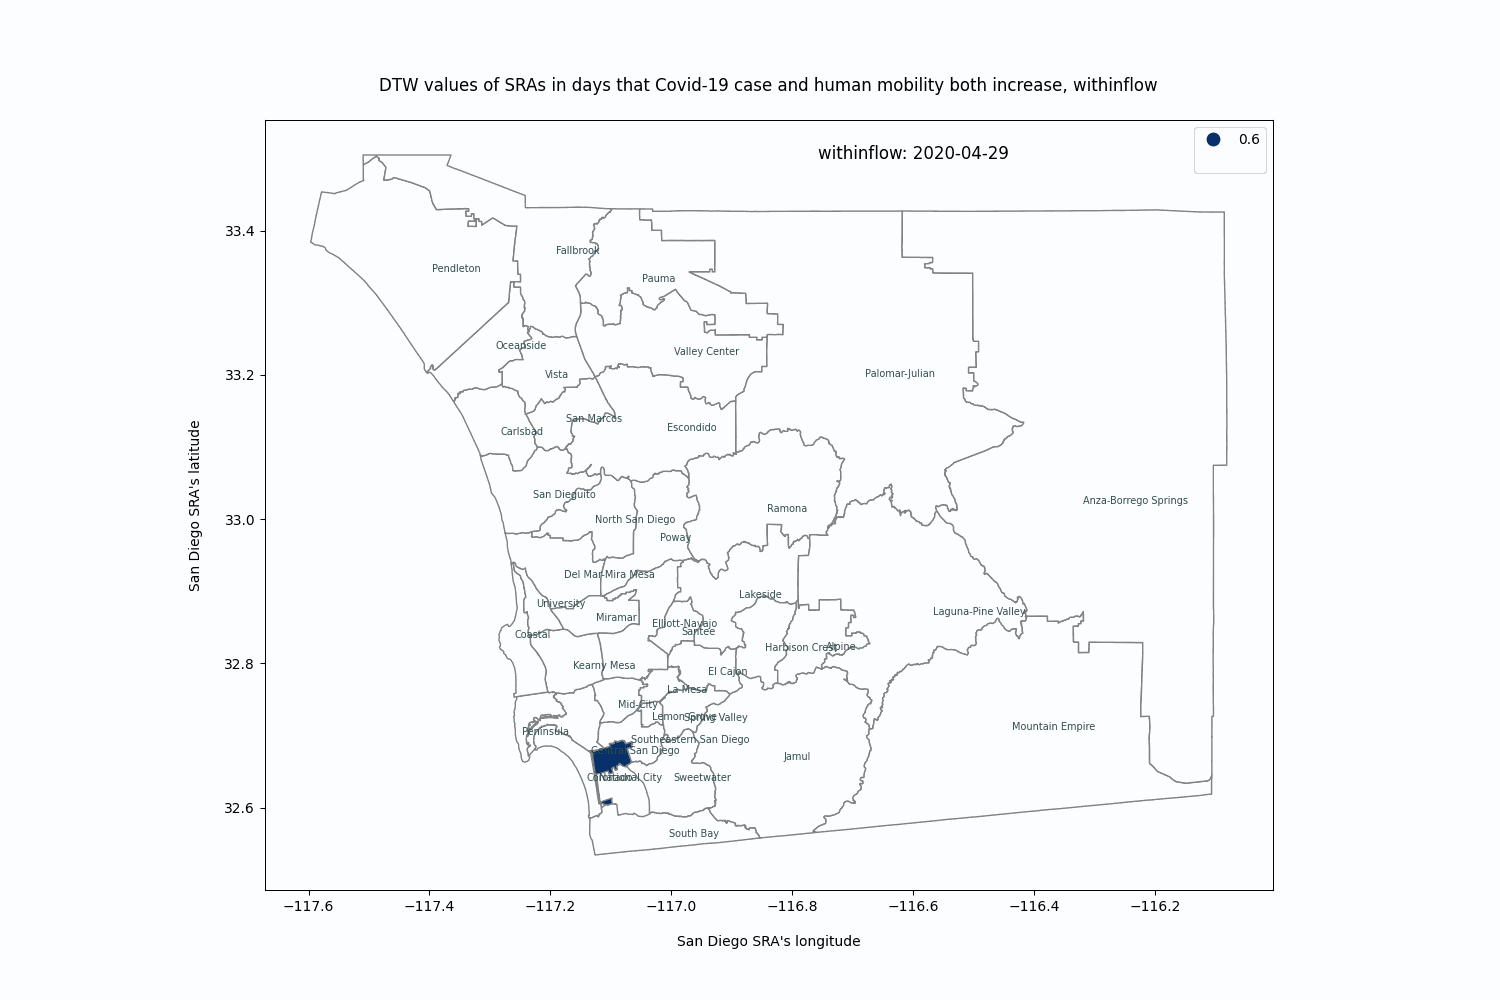 DTW values of SRAs in days that Covid-19 case and human mobility both increase, withinflow
withinflow: 2020-04-29
0.6
33.4
33.2
33.0
32.8
32.6
San Diego SRA's latitude
Fallbrook
Pendleton
Pauma
Oceanside
Valley Center
Vista
Palomar-Julian
San Marcos
Carlsbad
Escondido
San Dieguito
Anza-Borrego Springs
Ramona
North San Diego
Poway
Del Mar-Mira Mesa
Lakeside
University
Miramar
Laguna-Pine Valley
Elliott-Navajo
Santee
Coastal
Harbison Crest
Alpine
Kearny Mesa
El Cajon
La Mesa
Mid-City
Lemon Grove
Spring Valley
Mountain Empire
Peninsula
Southeastern San Diego
Central San Diego
Jamul
Coronado
National City
Sweetwater
South Bay
−117.6
−117.4
−117.2
−117.0
−116.8
−116.6
−116.4
−116.2
San Diego SRA's longitude